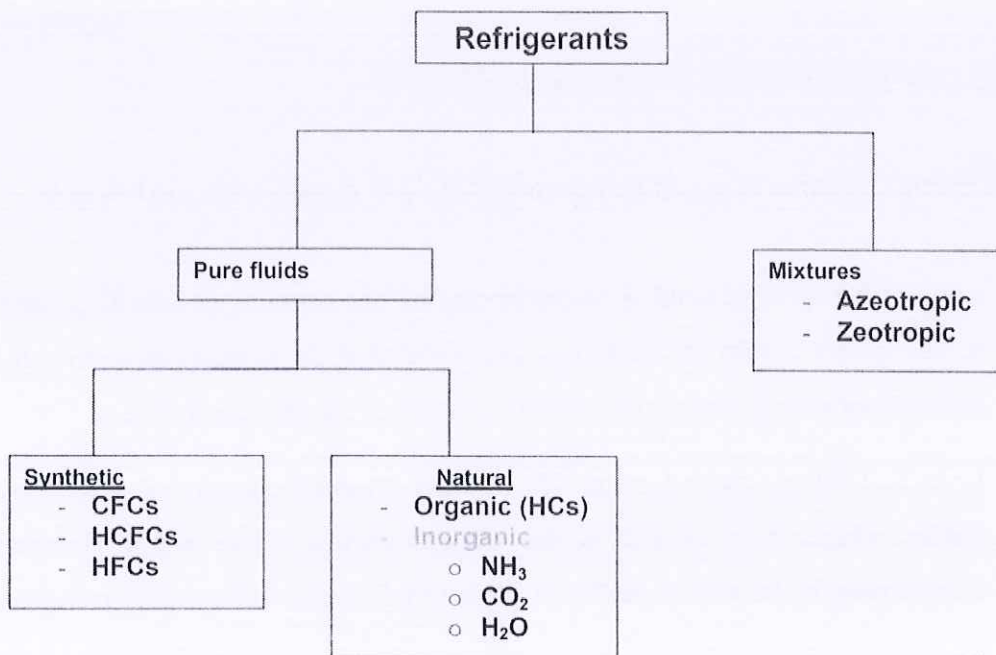 Refrigerants
Pure fluids
Mixtures
- Azeotropic
- Zeotropic
Synthetic
- CFCs
- HCFCs
- HFCs
Natural
- Organic (HCs)
- Inorganic
o NH₃
o CO₂
o H₂O